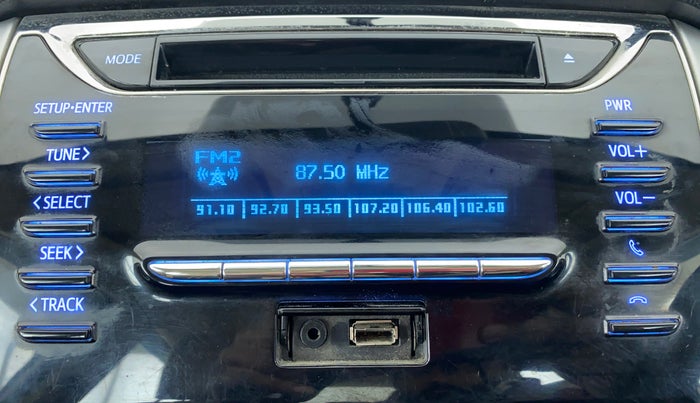 MODE
SETUP•ENTER
PWR
TUNE>
VOL+
FM2
87.50 MHz
<SELECT
VOL−
91.10 92.70 93.50 107.20 106.40 102.60
SEEK>
<TRACK